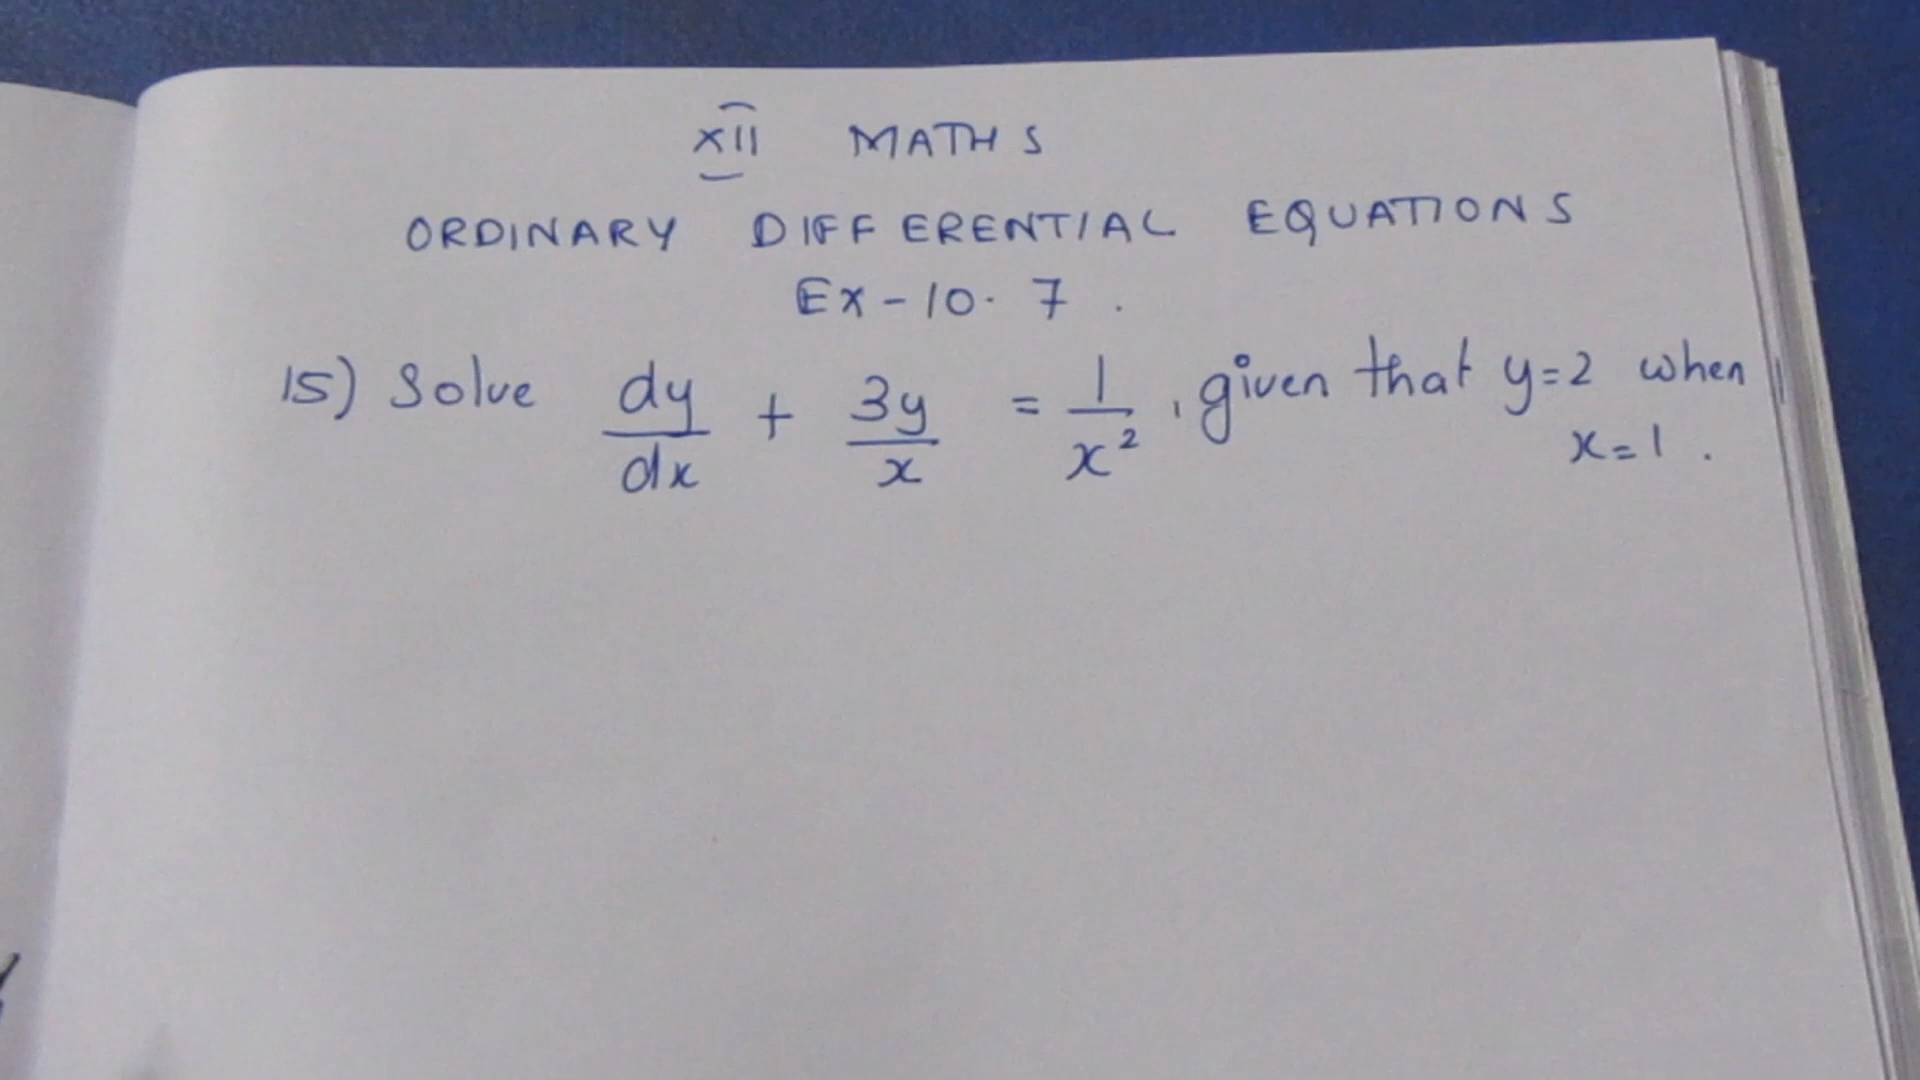 XII MATHS
ORDINARY DIFFERENTIAL EQUATIONS
Ex-10.7.
15) Solve dy/dx + 3y/x = 1/x², given that y=2 when
x=1.